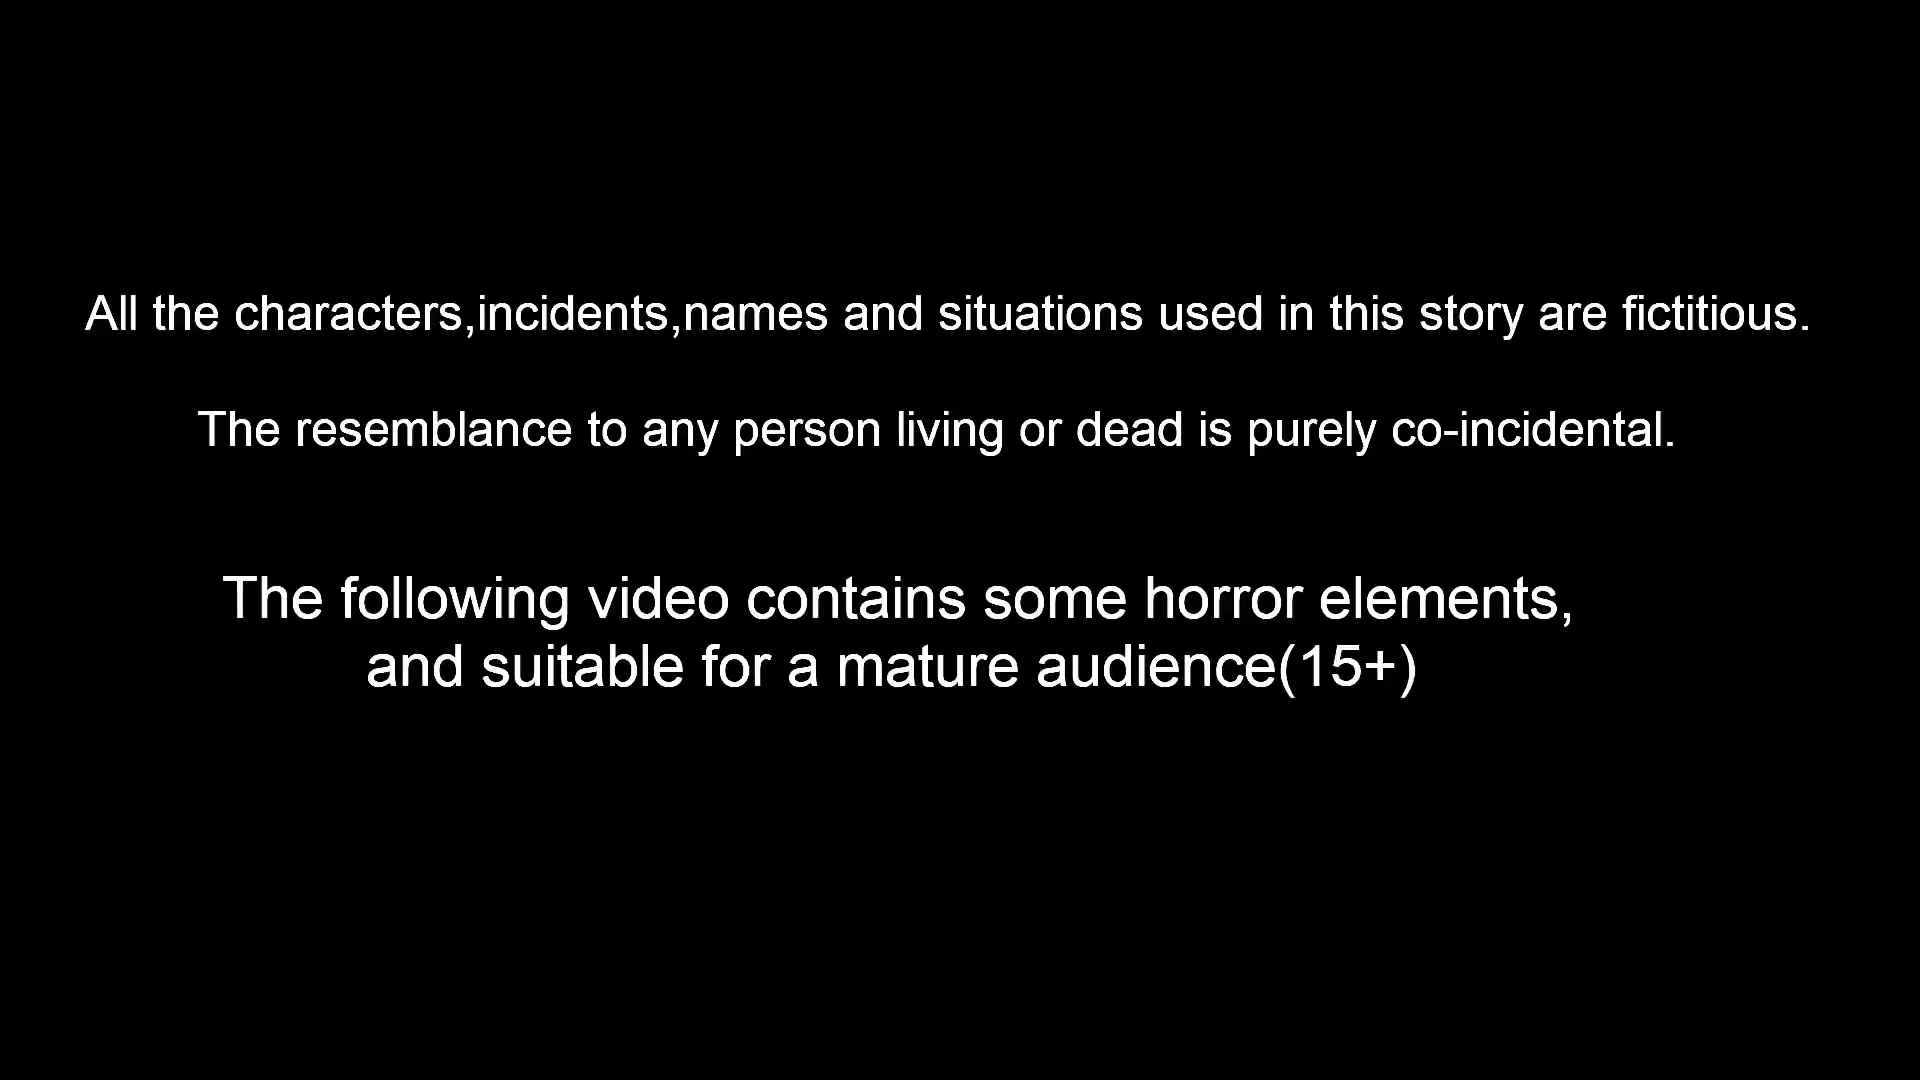 All the characters,incidents,names and situations used in this story are fictitious.
The resemblance to any person living or dead is purely co-incidental.
The following video contains some horror elements,
and suitable for a mature audience(15+)